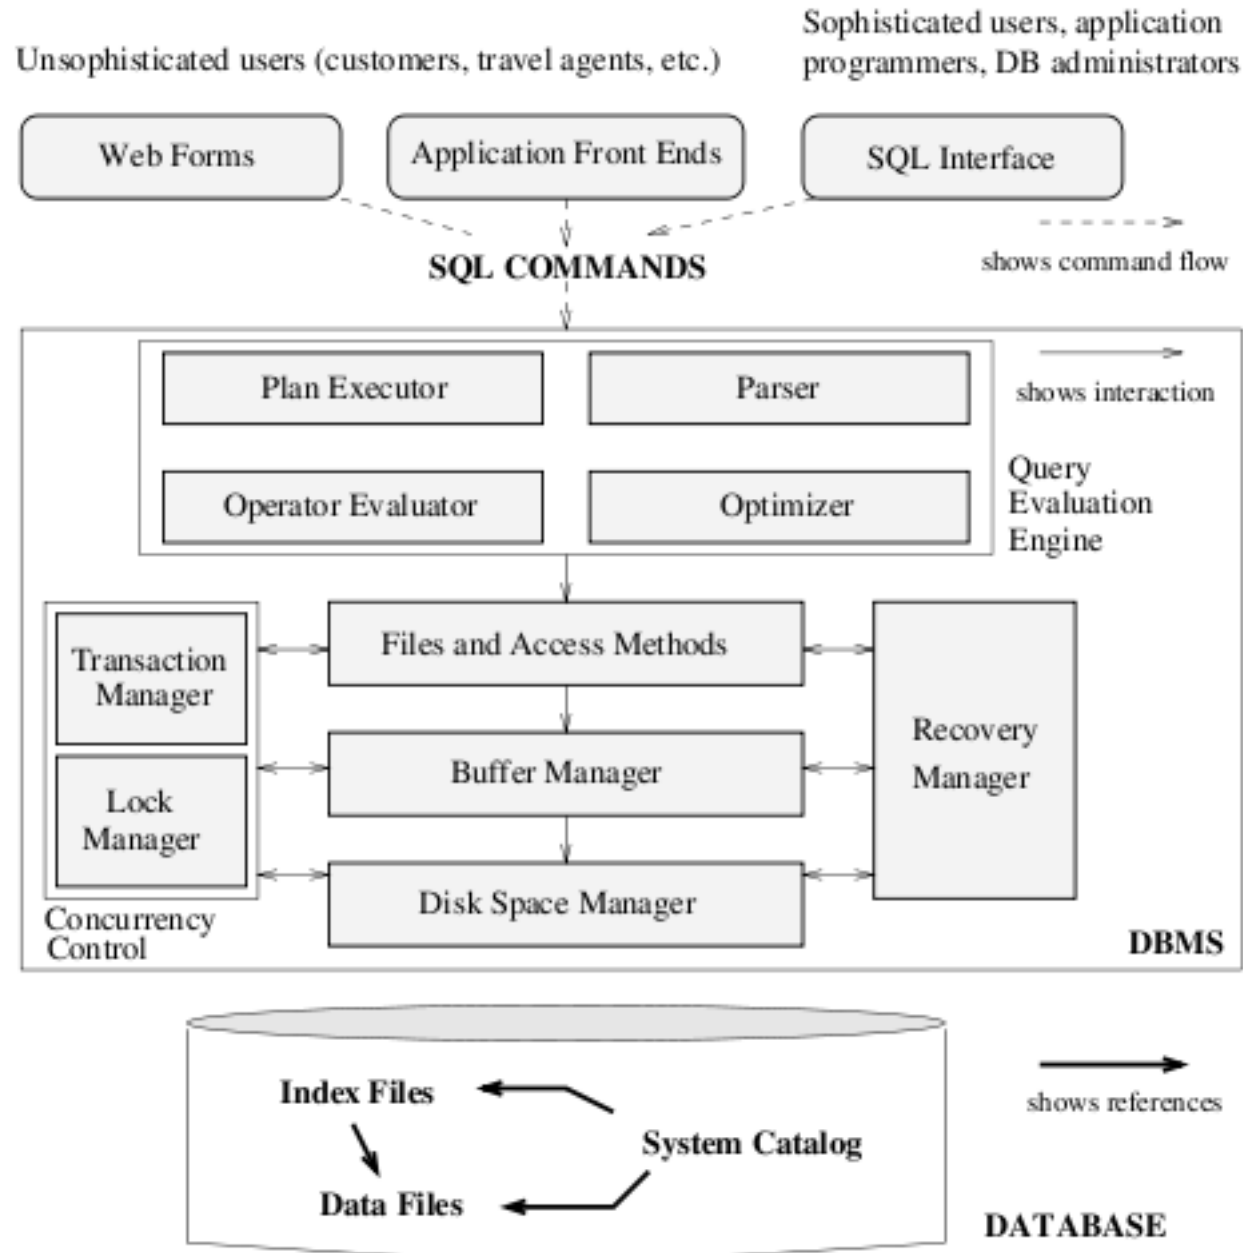 Unsophisticated users (customers, travel agents, etc.)
Sophisticated users, application
programmers, DB administrators
Web Forms
Application Front Ends
SQL Interface
SQL COMMANDS
shows command flow
Plan Executor
Parser
shows interaction
Operator Evaluator
Optimizer
Query
Evaluation
Engine
Transaction
Manager
Files and Access Methods
Recovery
Manager
Buffer Manager
Lock
Manager
Disk Space Manager
Concurrency
Control
DBMS
Index Files
shows references
System Catalog
Data Files
DATABASE